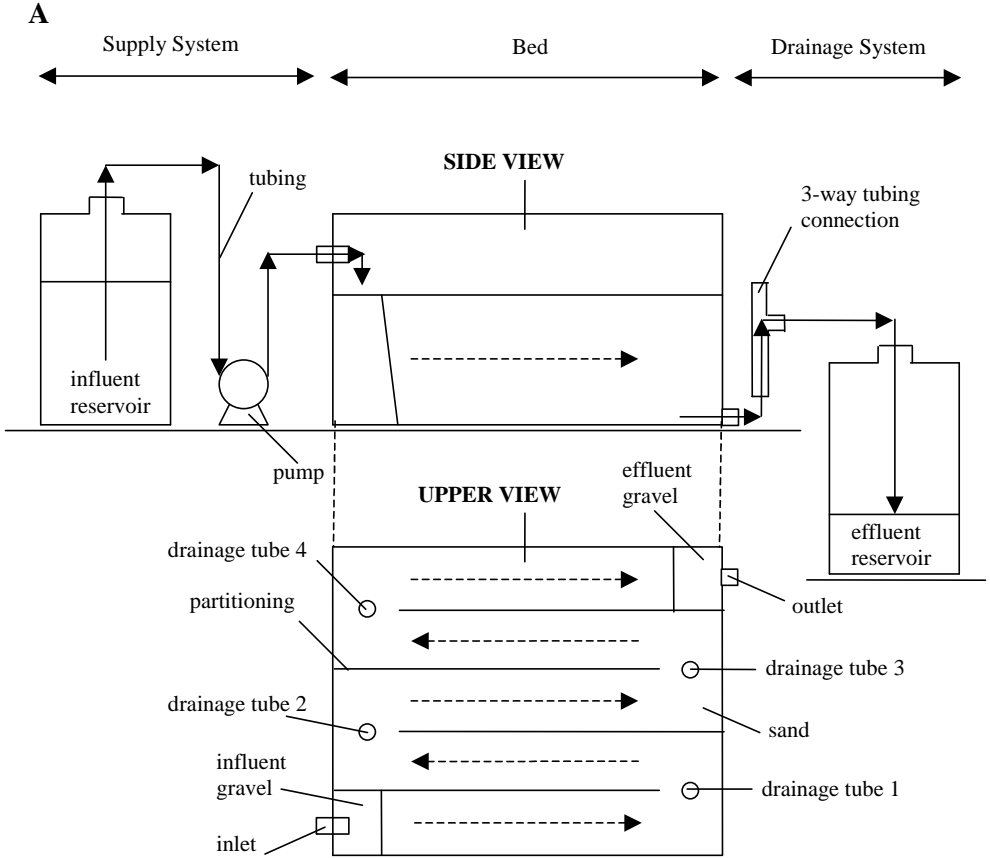 A
Supply System
Bed
Drainage System
SIDE VIEW
tubing
3-way tubing
connection
influent
reservoir
pump
effluent
gravel
UPPER VIEW
effluent
reservoir
drainage tube 4
partitioning
outlet
drainage tube 3
drainage tube 2
sand
influent
gravel
drainage tube 1
inlet